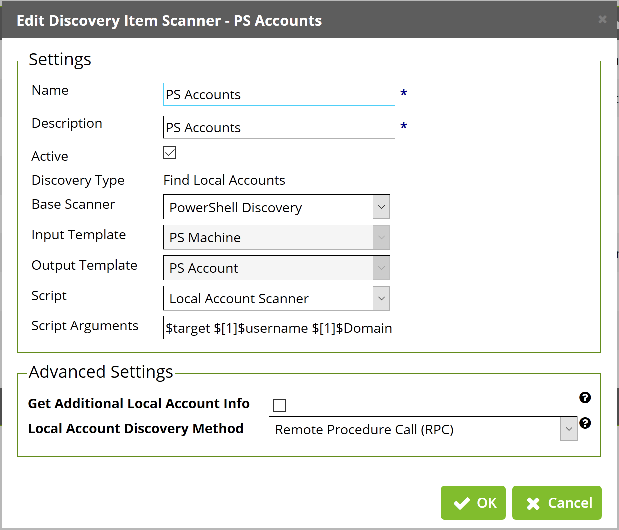 Edit Discovery Item Scanner - PS Accounts
Settings
Name PS Accounts *
Description PS Accounts *
Active
Discovery Type Find Local Accounts
Base Scanner PowerShell Discovery
Input Template PS Machine
Output Template PS Account
Script Local Account Scanner
Script Arguments $target $[1]$username $[1]$Domain
Advanced Settings
Get Additional Local Account Info ?
Local Account Discovery Method Remote Procedure Call (RPC) ?
OK Cancel